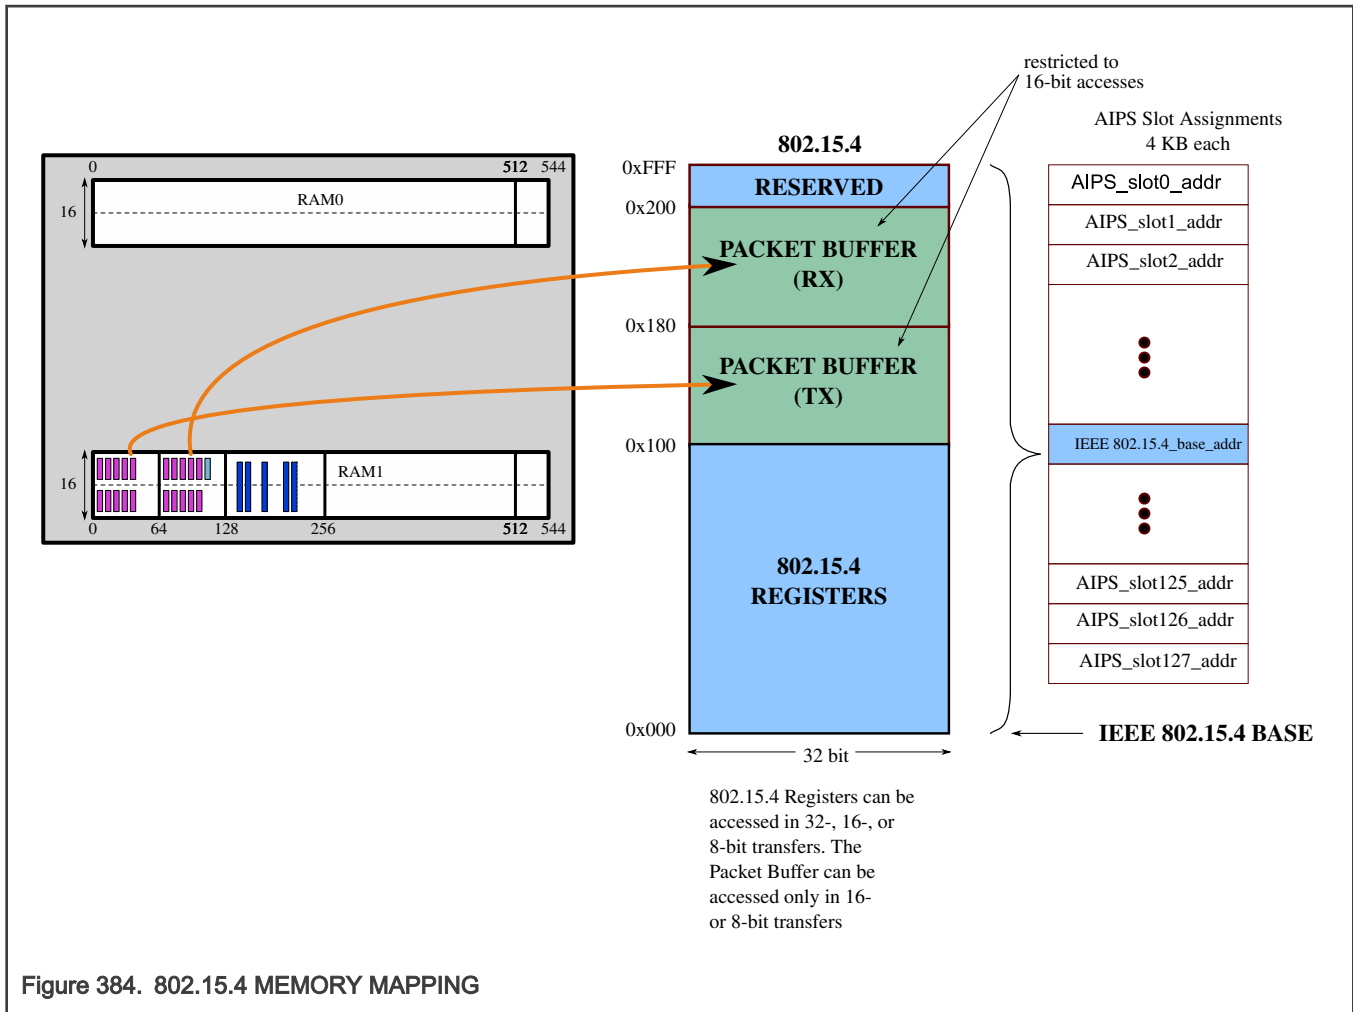 restricted to
16-bit accesses
AIPS Slot Assignments
4 KB each
802.15.4
0 512 544
RAM0
16
0xFFF
RESERVED
0x200
PACKET BUFFER
(RX)
0x180
PACKET BUFFER
(TX)
0x100
802.15.4
REGISTERS
0x000
32 bit
AIPS_slot0_addr
AIPS_slot1_addr
AIPS_slot2_addr
IEEE 802.15.4_base_addr
AIPS_slot125_addr
AIPS_slot126_addr
AIPS_slot127_addr
IEEE 802.15.4 BASE
RAM1
16
0 64 128 256 512 544
802.15.4 Registers can be
accessed in 32-, 16-, or
8-bit transfers. The
Packet Buffer can be
accessed only in 16-
or 8-bit transfers
Figure 384. 802.15.4 MEMORY MAPPING